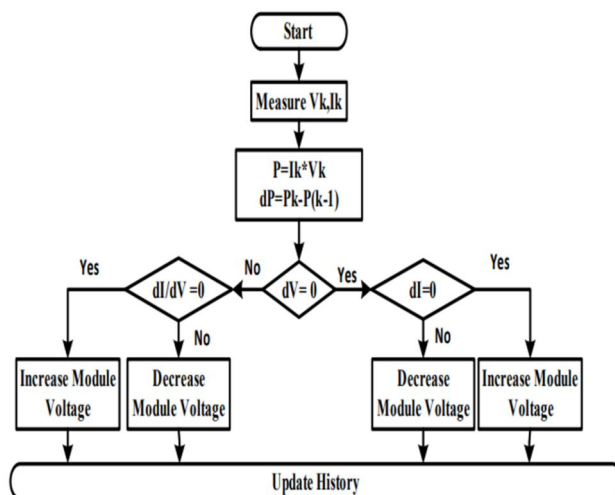 Start
Measure Vk,Ik
P=Ik*Vk
dP=Pk-P(k-1)
Yes
No
Yes
Yes
dI/dV =0
dV= 0
dI=0
No
No
Increase Module
Voltage
Decrease
Module Voltage
Decrease
Module Voltage
Increase Module
Voltage
Update History